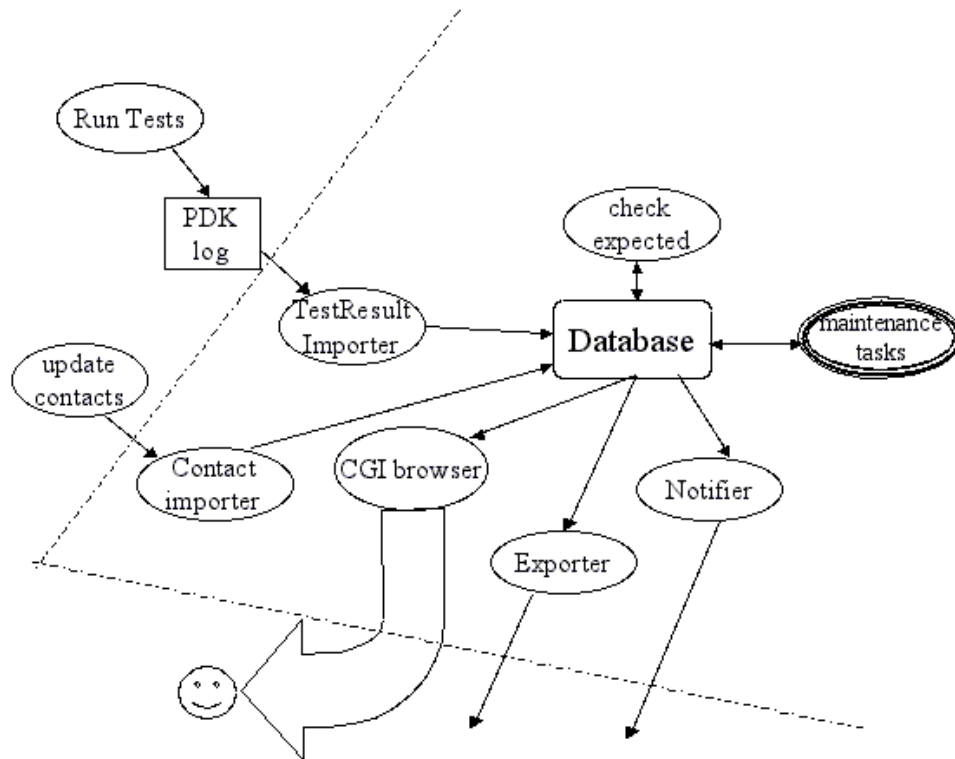 Run Tests
PDK
log
check
expected
TestResult
Importer
Database
maintenance
tasks
update
contacts
Contact
importer
CGI browser
Notifier
Exporter